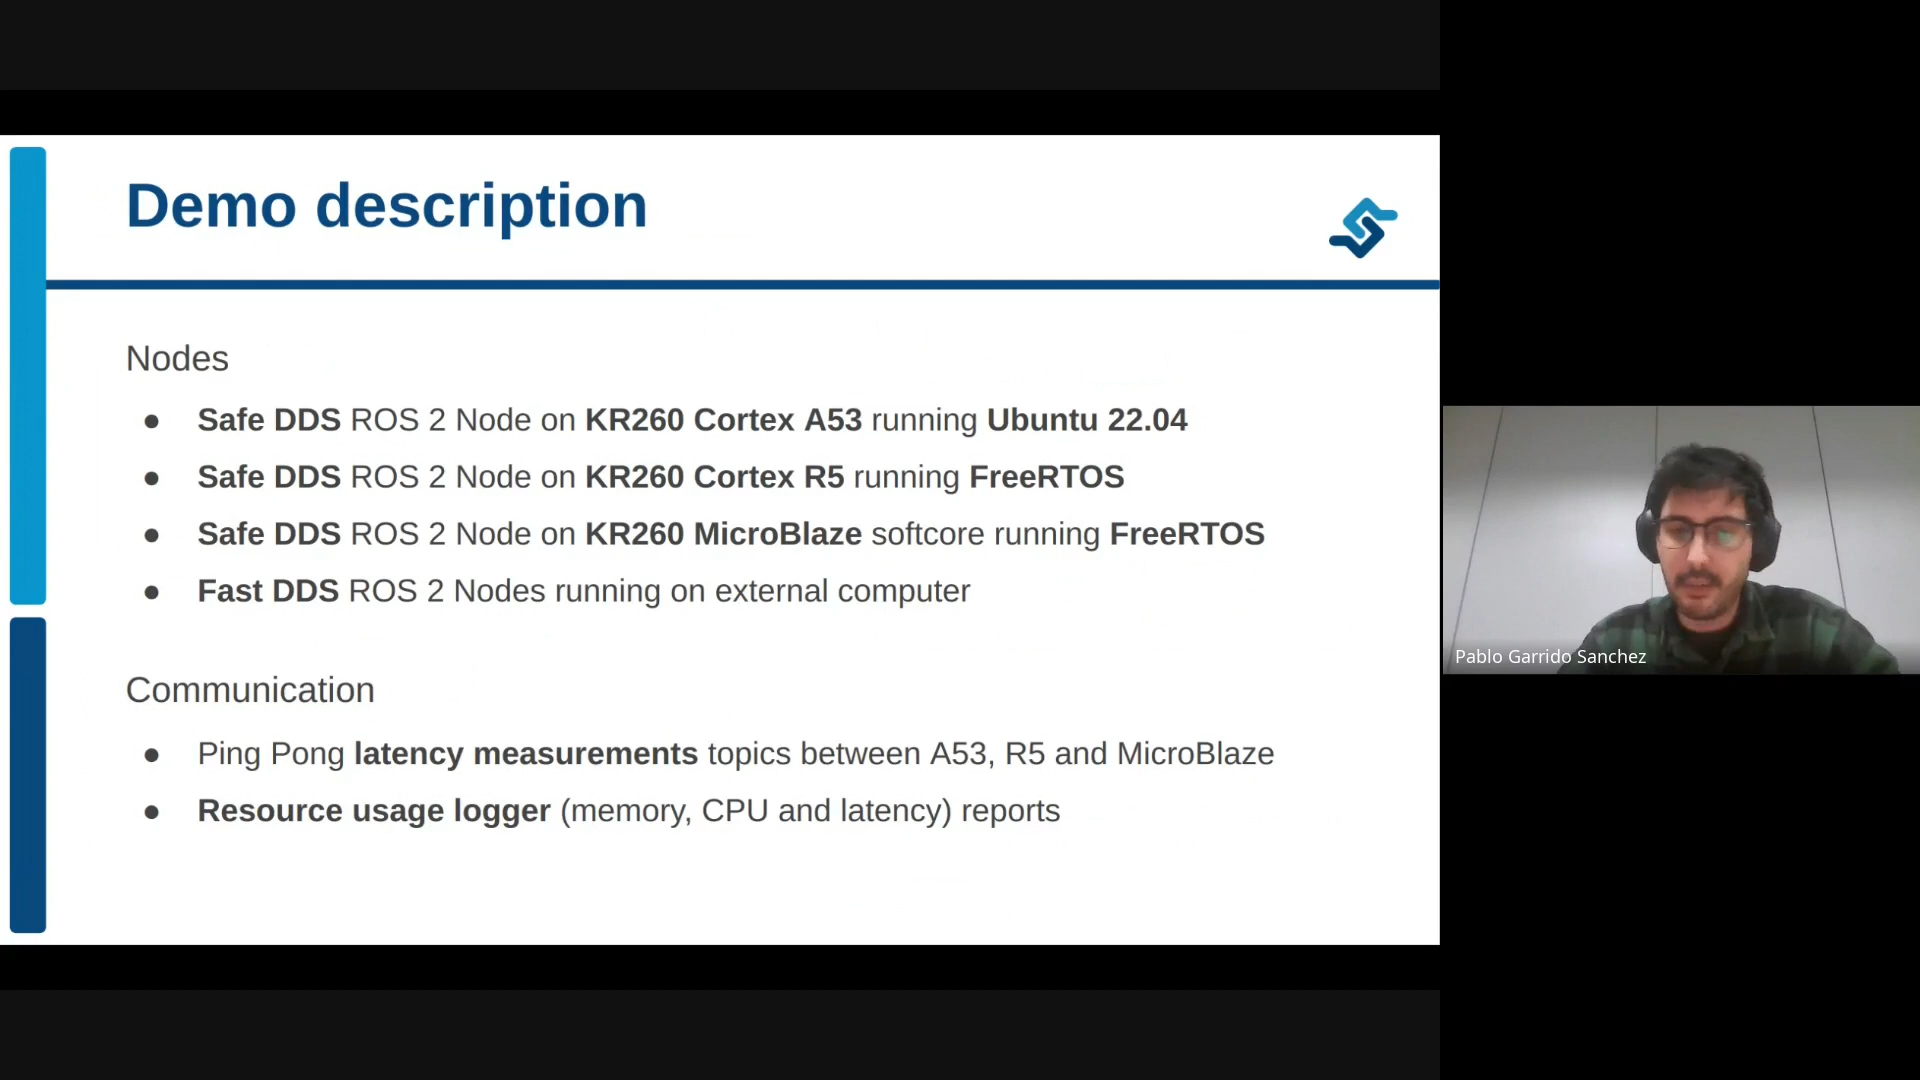 Demo description
Nodes
● Safe DDS ROS 2 Node on KR260 Cortex A53 running Ubuntu 22.04
● Safe DDS ROS 2 Node on KR260 Cortex R5 running FreeRTOS
● Safe DDS ROS 2 Node on KR260 MicroBlaze softcore running FreeRTOS
● Fast DDS ROS 2 Nodes running on external computer
Communication
● Ping Pong latency measurements topics between A53, R5 and MicroBlaze
● Resource usage logger (memory, CPU and latency) reports
Pablo Garrido Sanchez